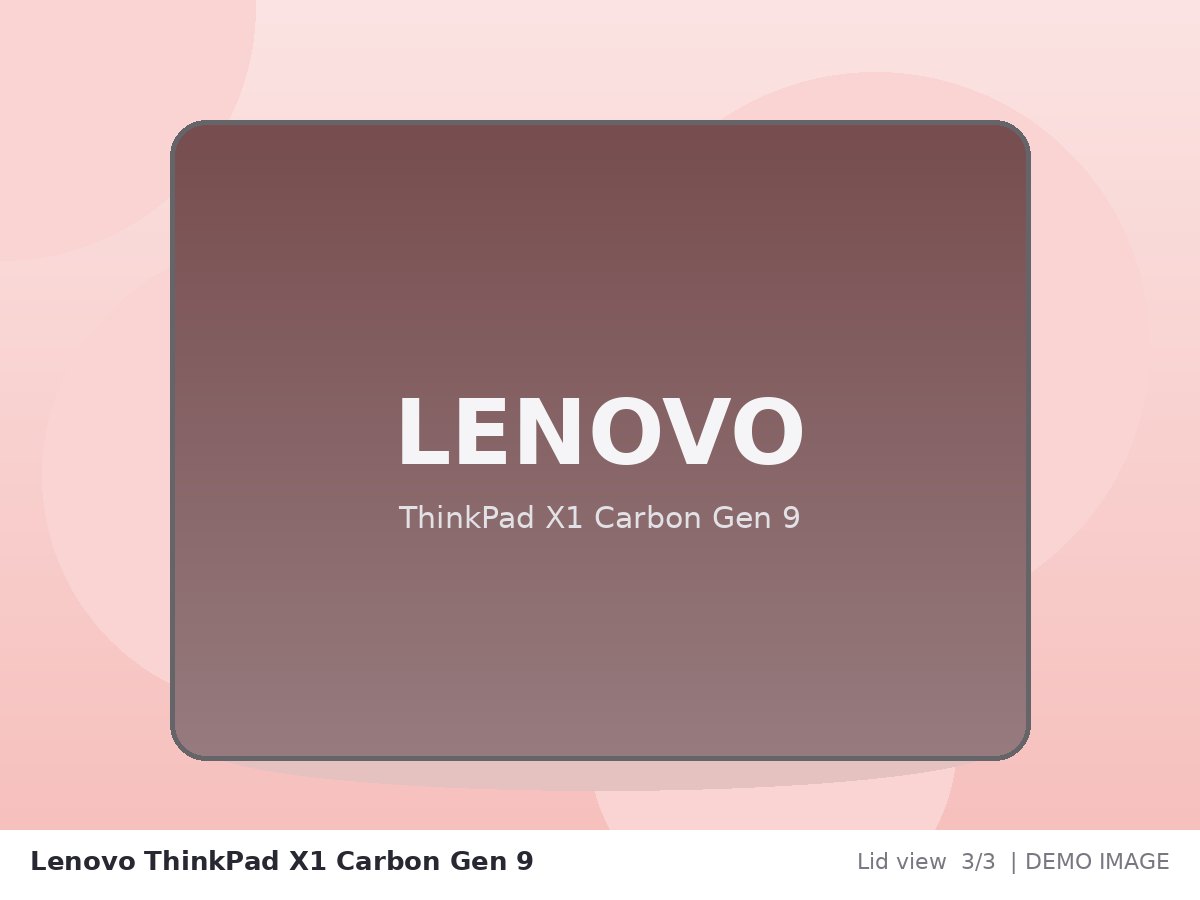 LENOVO
ThinkPad X1 Carbon Gen 9
Lenovo ThinkPad X1 Carbon Gen 9
Lid view 3/3 | DEMO IMAGE